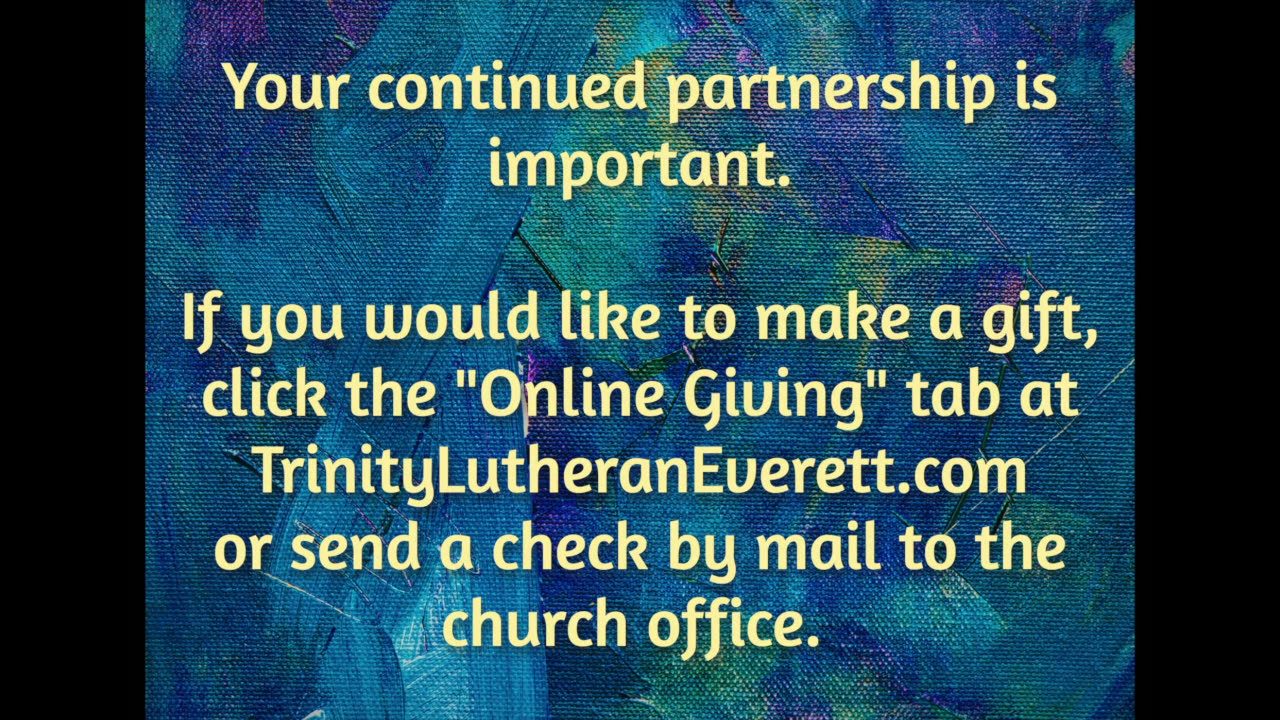 Your continued partnership is
important.
If you would like to make a gift,
click the "Online Giving" tab at
TrinityLutheranEverett.com
or send a check by mail to the
church office.